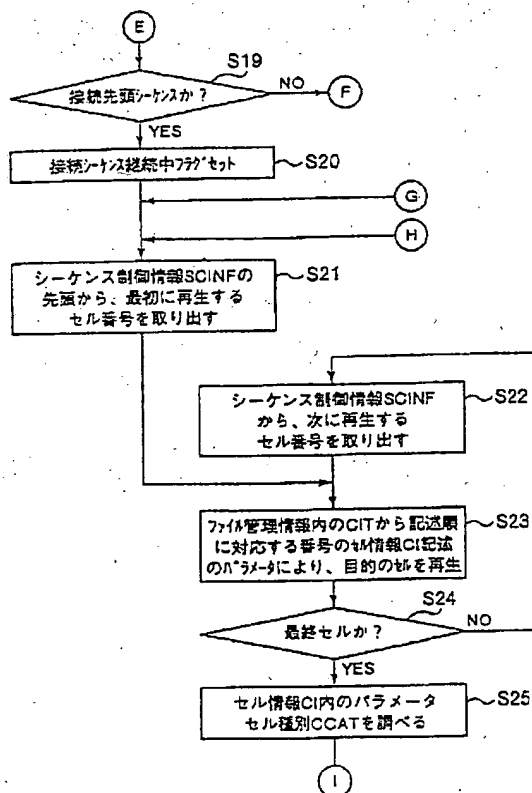 E
S19
接続先頭シーケンスか？
NO
F
YES
接続シーケンス継続中フラグセット
S20
G
H
S21
シーケンス制御情報SCINFの
先頭から、最初に再生する
セル番号を取り出す
S22
シーケンス制御情報SCINF
から、次に再生する
セル番号を取り出す
S23
ファイル管理情報内のCITから記述順
に対応する番号のセル情報CI記述
のパラメータにより、目的のセルを再生
S24
最終セルか？
NO
YES
S25
セル情報CI内のパラメータ
セル種別CCATを調べる
I